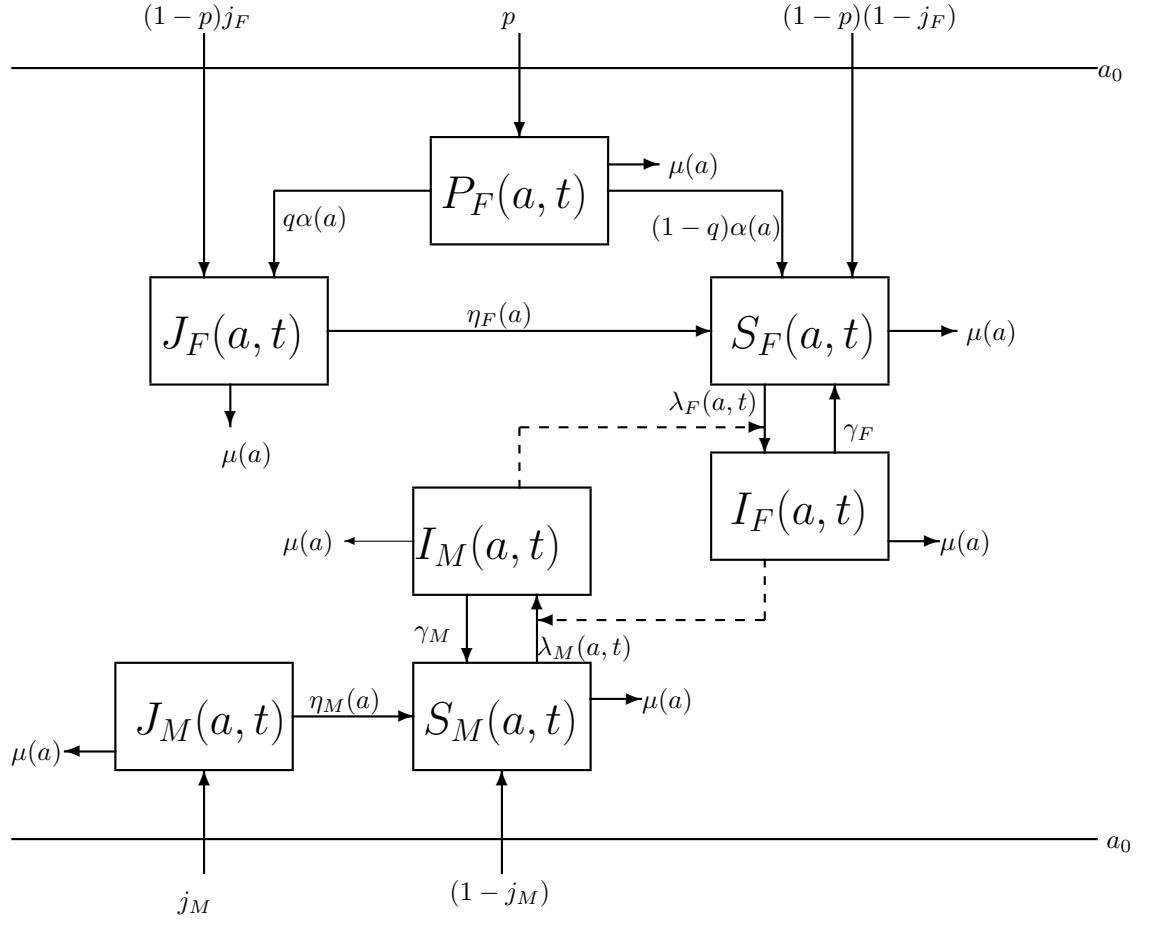 (1 − p)j_F
p
(1 − p)(1 − j_F)
a_0
P_F(a, t)
μ(a)
qα(a)
(1 − q)α(a)
J_F(a, t)
η_F(a)
S_F(a, t)
μ(a)
λ_F(a, t)
γ_F
μ(a)
I_F(a, t)
μ(a)
I_M(a, t)
μ(a)
γ_M
λ_M(a, t)
J_M(a, t)
η_M(a)
S_M(a, t)
μ(a)
μ(a)
a_0
j_M
(1 − j_M)